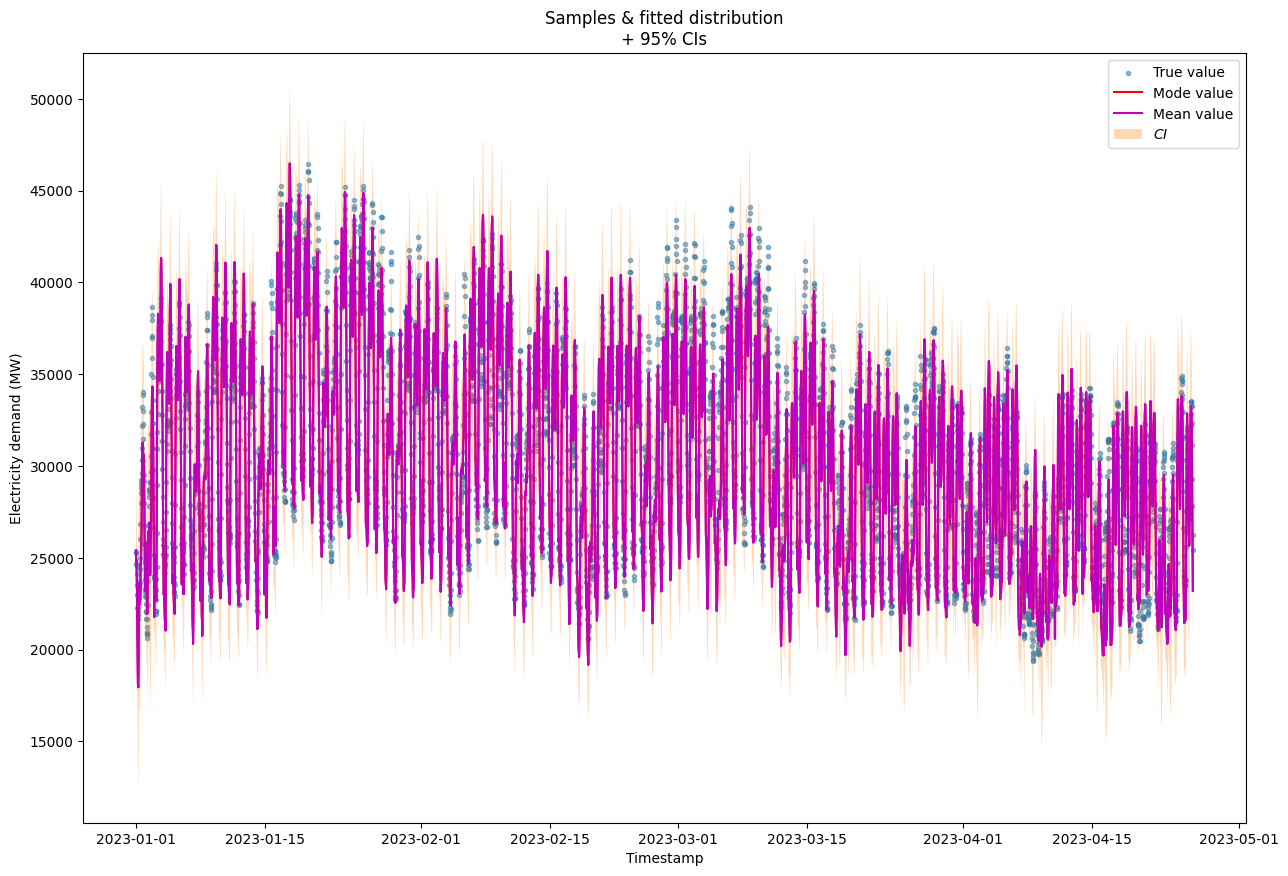 Samples & fitted distribution
+ 95% CIs
True value
Mode value
Mean value
CI
Electricity demand (MW)
50000
45000
40000
35000
30000
25000
20000
15000
2023-01-01
2023-01-15
2023-02-01
2023-02-15
2023-03-01
2023-03-15
2023-04-01
2023-04-15
2023-05-01
Timestamp